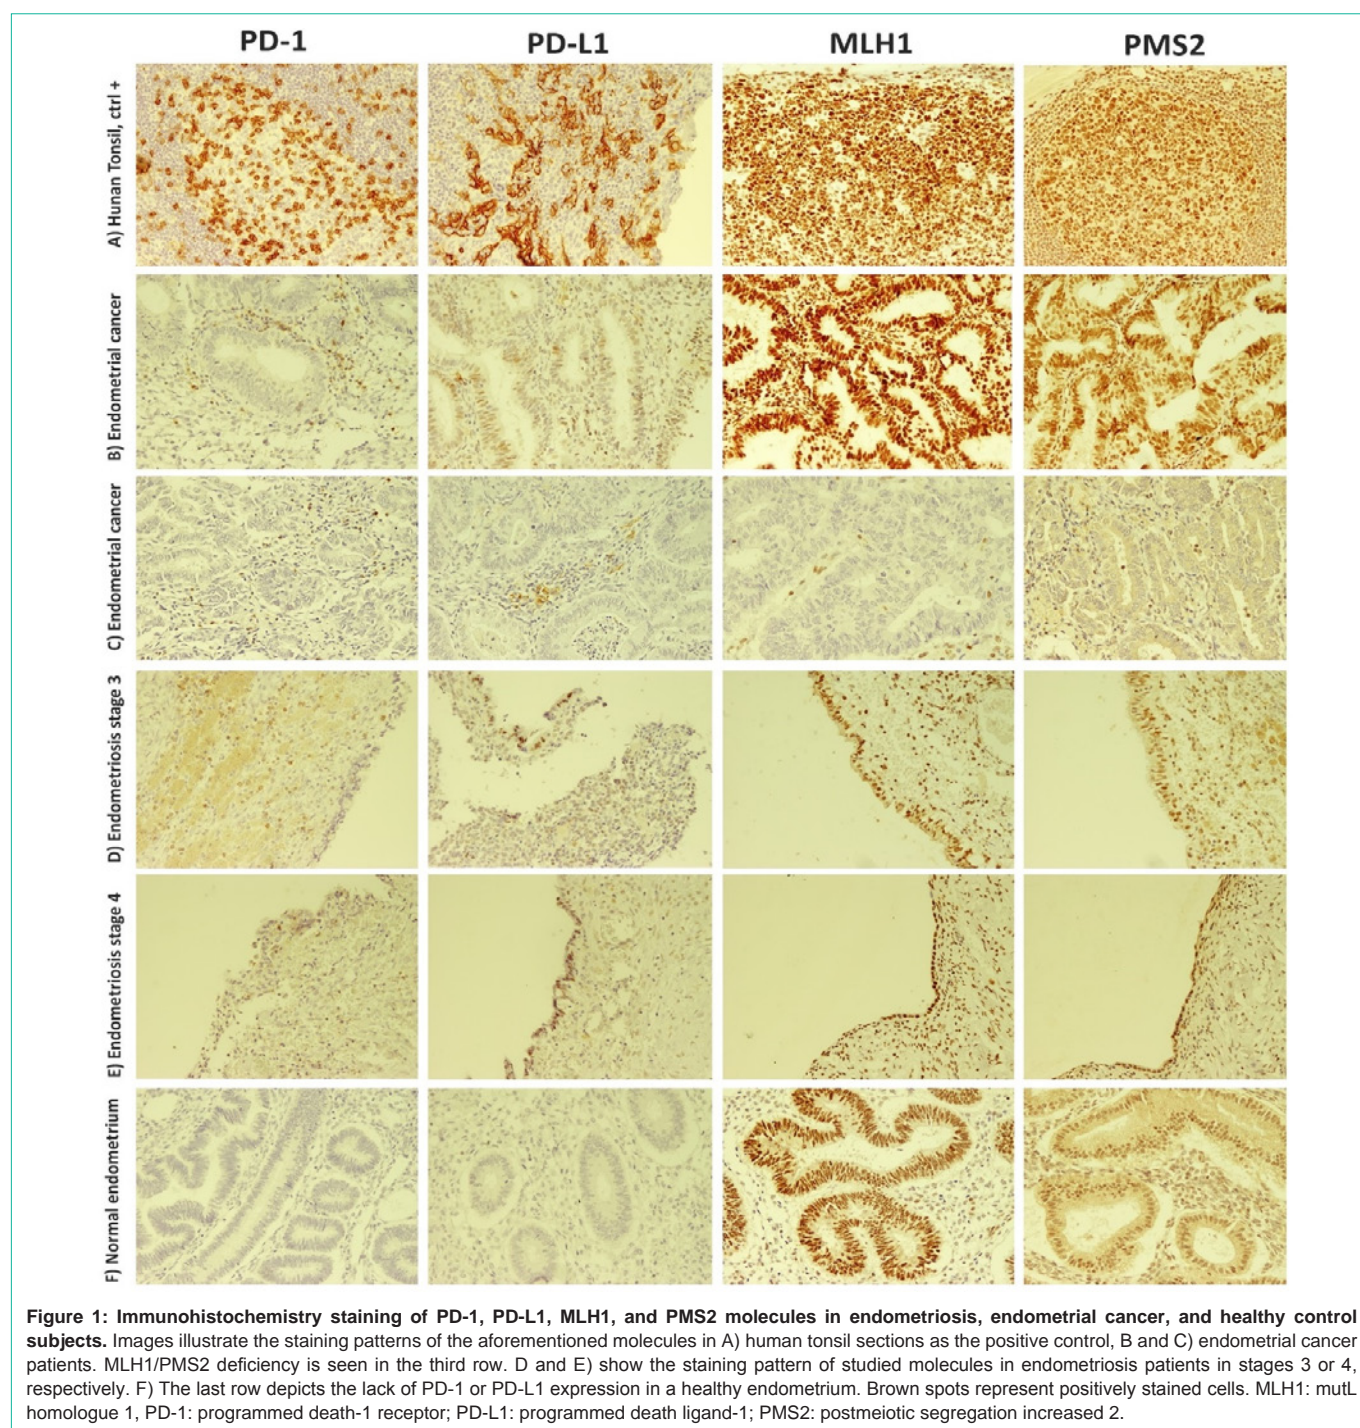 PD-1 PD-L1 MLH1 PMS2
A) Hunan Tonsil, ctrl +
B) Endometrial cancer
C) Endometrial cancer
D) Endometriosis stage 3
E) Endometriosis stage 4
F) Normal endometrium
Figure 1: Immunohistochemistry staining of PD-1, PD-L1, MLH1, and PMS2 molecules in endometriosis, endometrial cancer, and healthy control
subjects. Images illustrate the staining patterns of the aforementioned molecules in A) human tonsil sections as the positive control, B and C) endometrial cancer
patients. MLH1/PMS2 deficiency is seen in the third row. D and E) show the staining pattern of studied molecules in endometriosis patients in stages 3 or 4,
respectively. F) The last row depicts the lack of PD-1 or PD-L1 expression in a healthy endometrium. Brown spots represent positively stained cells. MLH1: mutL
homologue 1, PD-1: programmed death-1 receptor; PD-L1: programmed death ligand-1; PMS2: postmeiotic segregation increased 2.